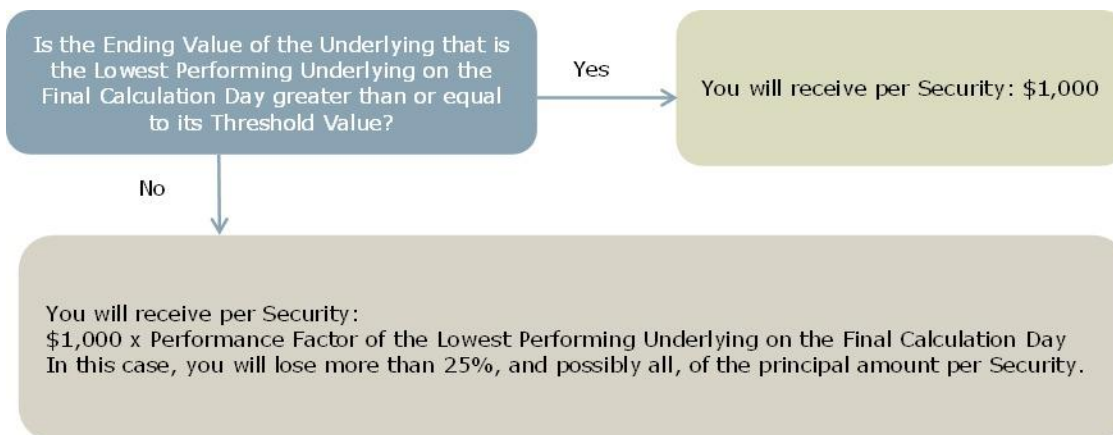 Is the Ending Value of the Underlying that is
the Lowest Performing Underlying on the
Final Calculation Day greater than or equal
to its Threshold Value?
Yes
You will receive per Security: $1,000
No
You will receive per Security:
$1,000 x Performance Factor of the Lowest Performing Underlying on the Final Calculation Day
In this case, you will lose more than 25%, and possibly all, of the principal amount per Security.